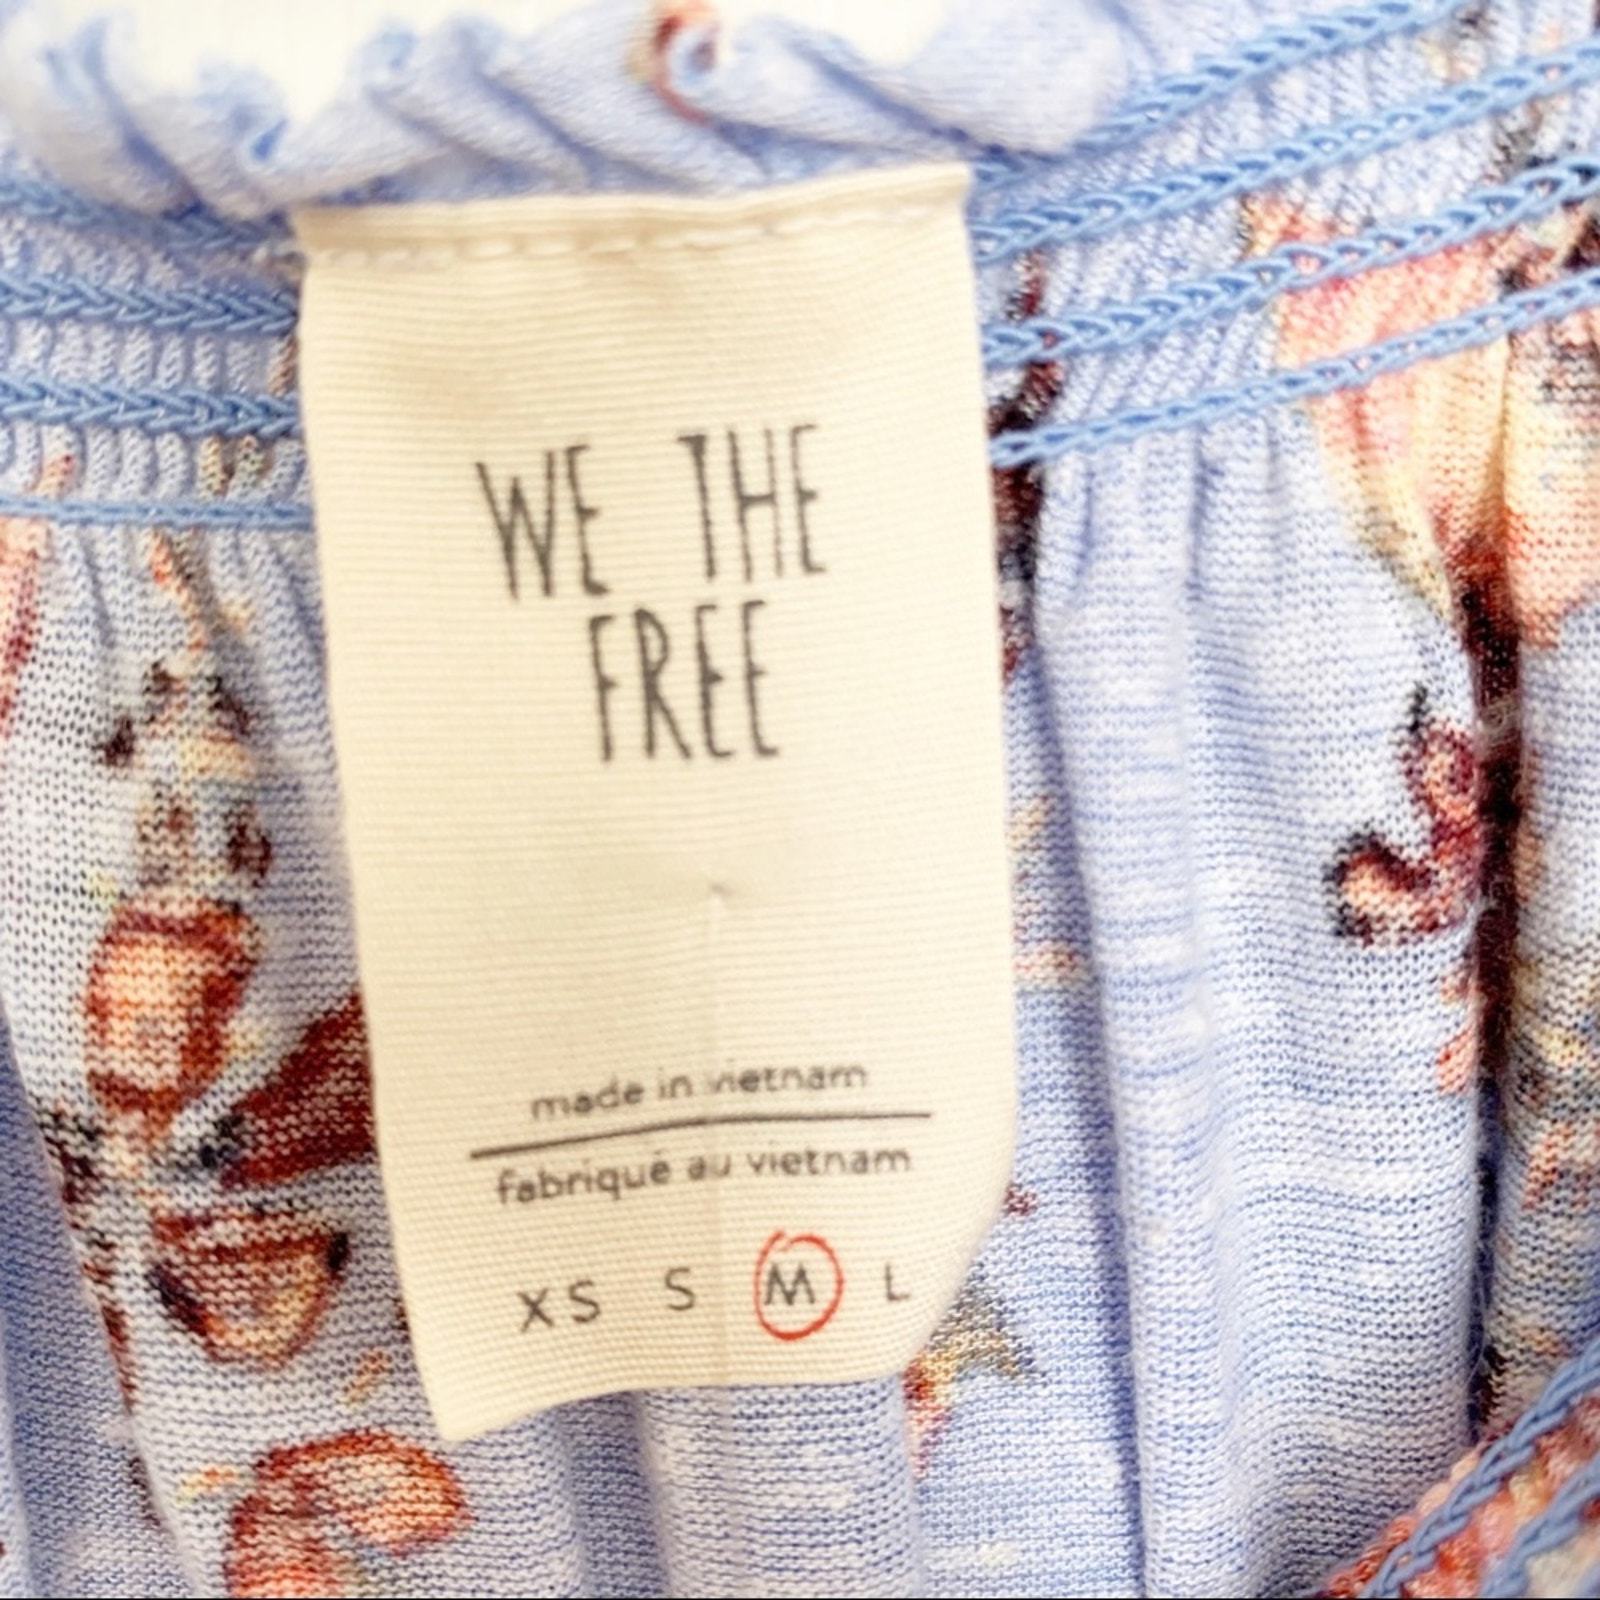 WE THE
FREE
made in vietnam
fabriqué au vietnam
XS S M L